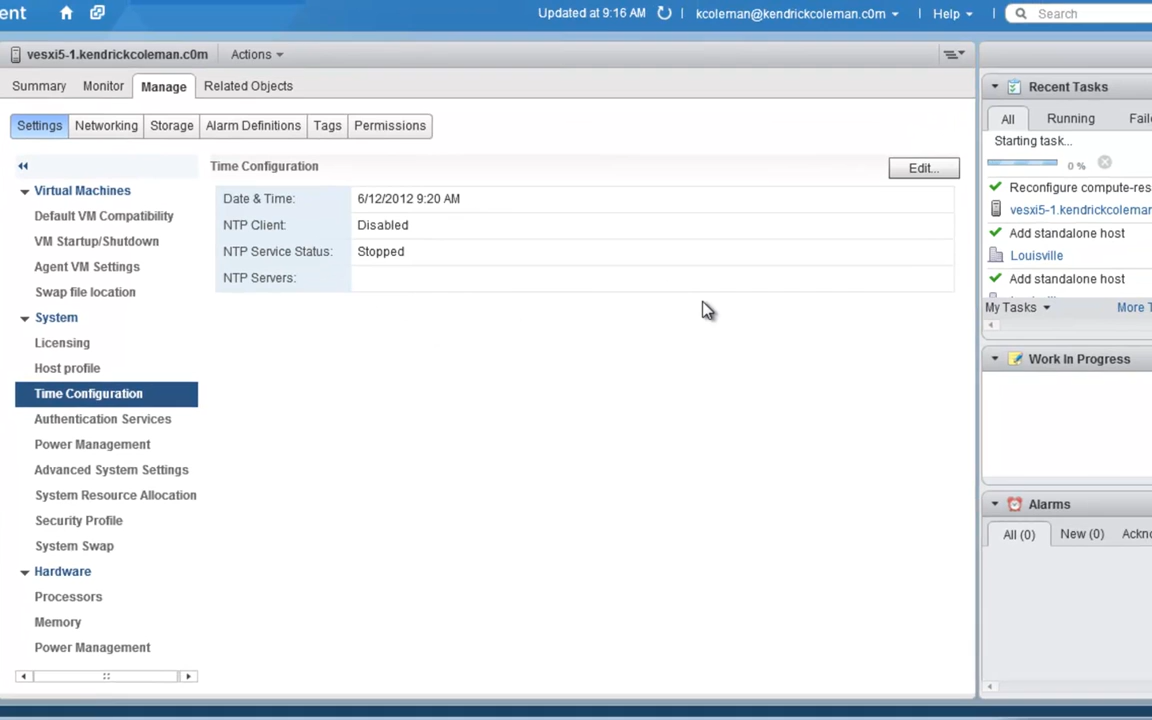 ent
Updated at 9:16 AM
kcoleman@kendrickcoleman.c0m
Help
Search
vesxi5-1.kendrickcoleman.c0m
Actions
Summary
Monitor
Manage
Related Objects
Settings
Networking
Storage
Alarm Definitions
Tags
Permissions
Virtual Machines
Default VM Compatibility
VM Startup/Shutdown
Agent VM Settings
Swap file location
System
Licensing
Host profile
Time Configuration
Authentication Services
Power Management
Advanced System Settings
System Resource Allocation
Security Profile
System Swap
Hardware
Processors
Memory
Power Management
Time Configuration
Edit...
Date & Time: 6/12/2012 9:20 AM
NTP Client: Disabled
NTP Service Status: Stopped
NTP Servers:
Recent Tasks
All
Running
Faile
Starting task...
0 %
Reconfigure compute-res
vesxi5-1.kendrickcoleman
Add standalone host
Louisville
Add standalone host
My Tasks
More T
Work In Progress
Alarms
All (0)
New (0)
Ackno